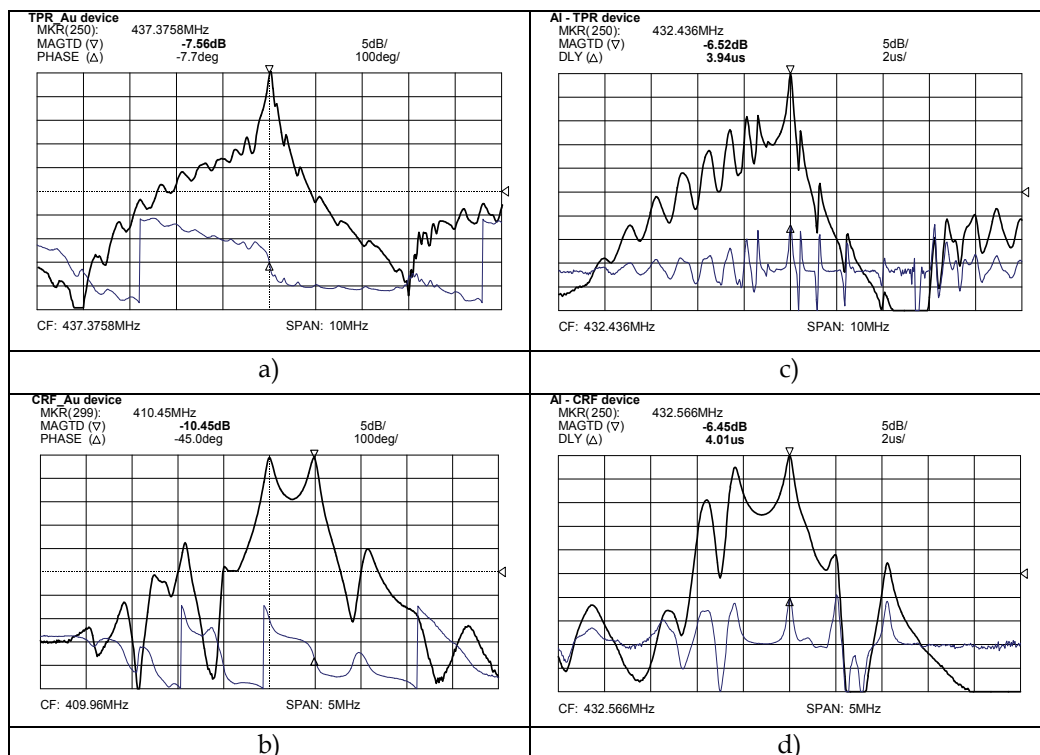 TPR_Au device
MKR(250): 437.3758MHz
MAGTD (▽) -7.56dB 5dB/
PHASE (△) -7.7deg 100deg/
CF: 437.3758MHz SPAN: 10MHz
a)
Al - TPR device
MKR(250): 432.436MHz
MAGTD (▽) -6.52dB 5dB/
DLY (△) 3.94us 2us/
CF: 432.436MHz SPAN: 10MHz
c)
CRF_Au device
MKR(299): 410.45MHz
MAGTD (▽) -10.45dB 5dB/
PHASE (△) -45.0deg 100deg/
CF: 409.96MHz SPAN: 5MHz
b)
Al - CRF device
MKR(250): 432.566MHz
MAGTD (▽) -6.45dB 5dB/
DLY (△) 4.01us 2us/
CF: 432.566MHz SPAN: 5MHz
d)